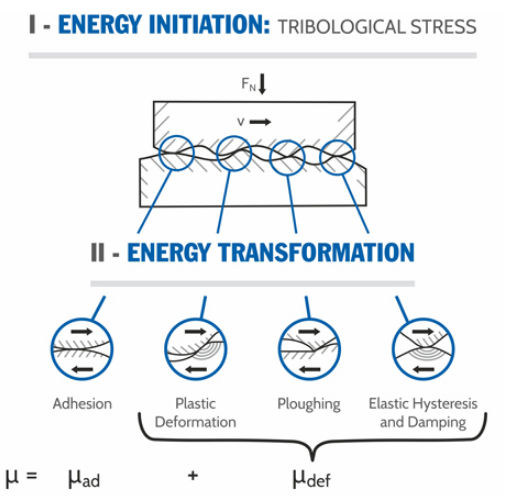 I - ENERGY INITIATION: TRIBOLOGICAL STRESS
FN
v
II - ENERGY TRANSFORMATION
Adhesion
Plastic
Deformation
Ploughing
Elastic Hysteresis
and Damping
μ = μad + μdef